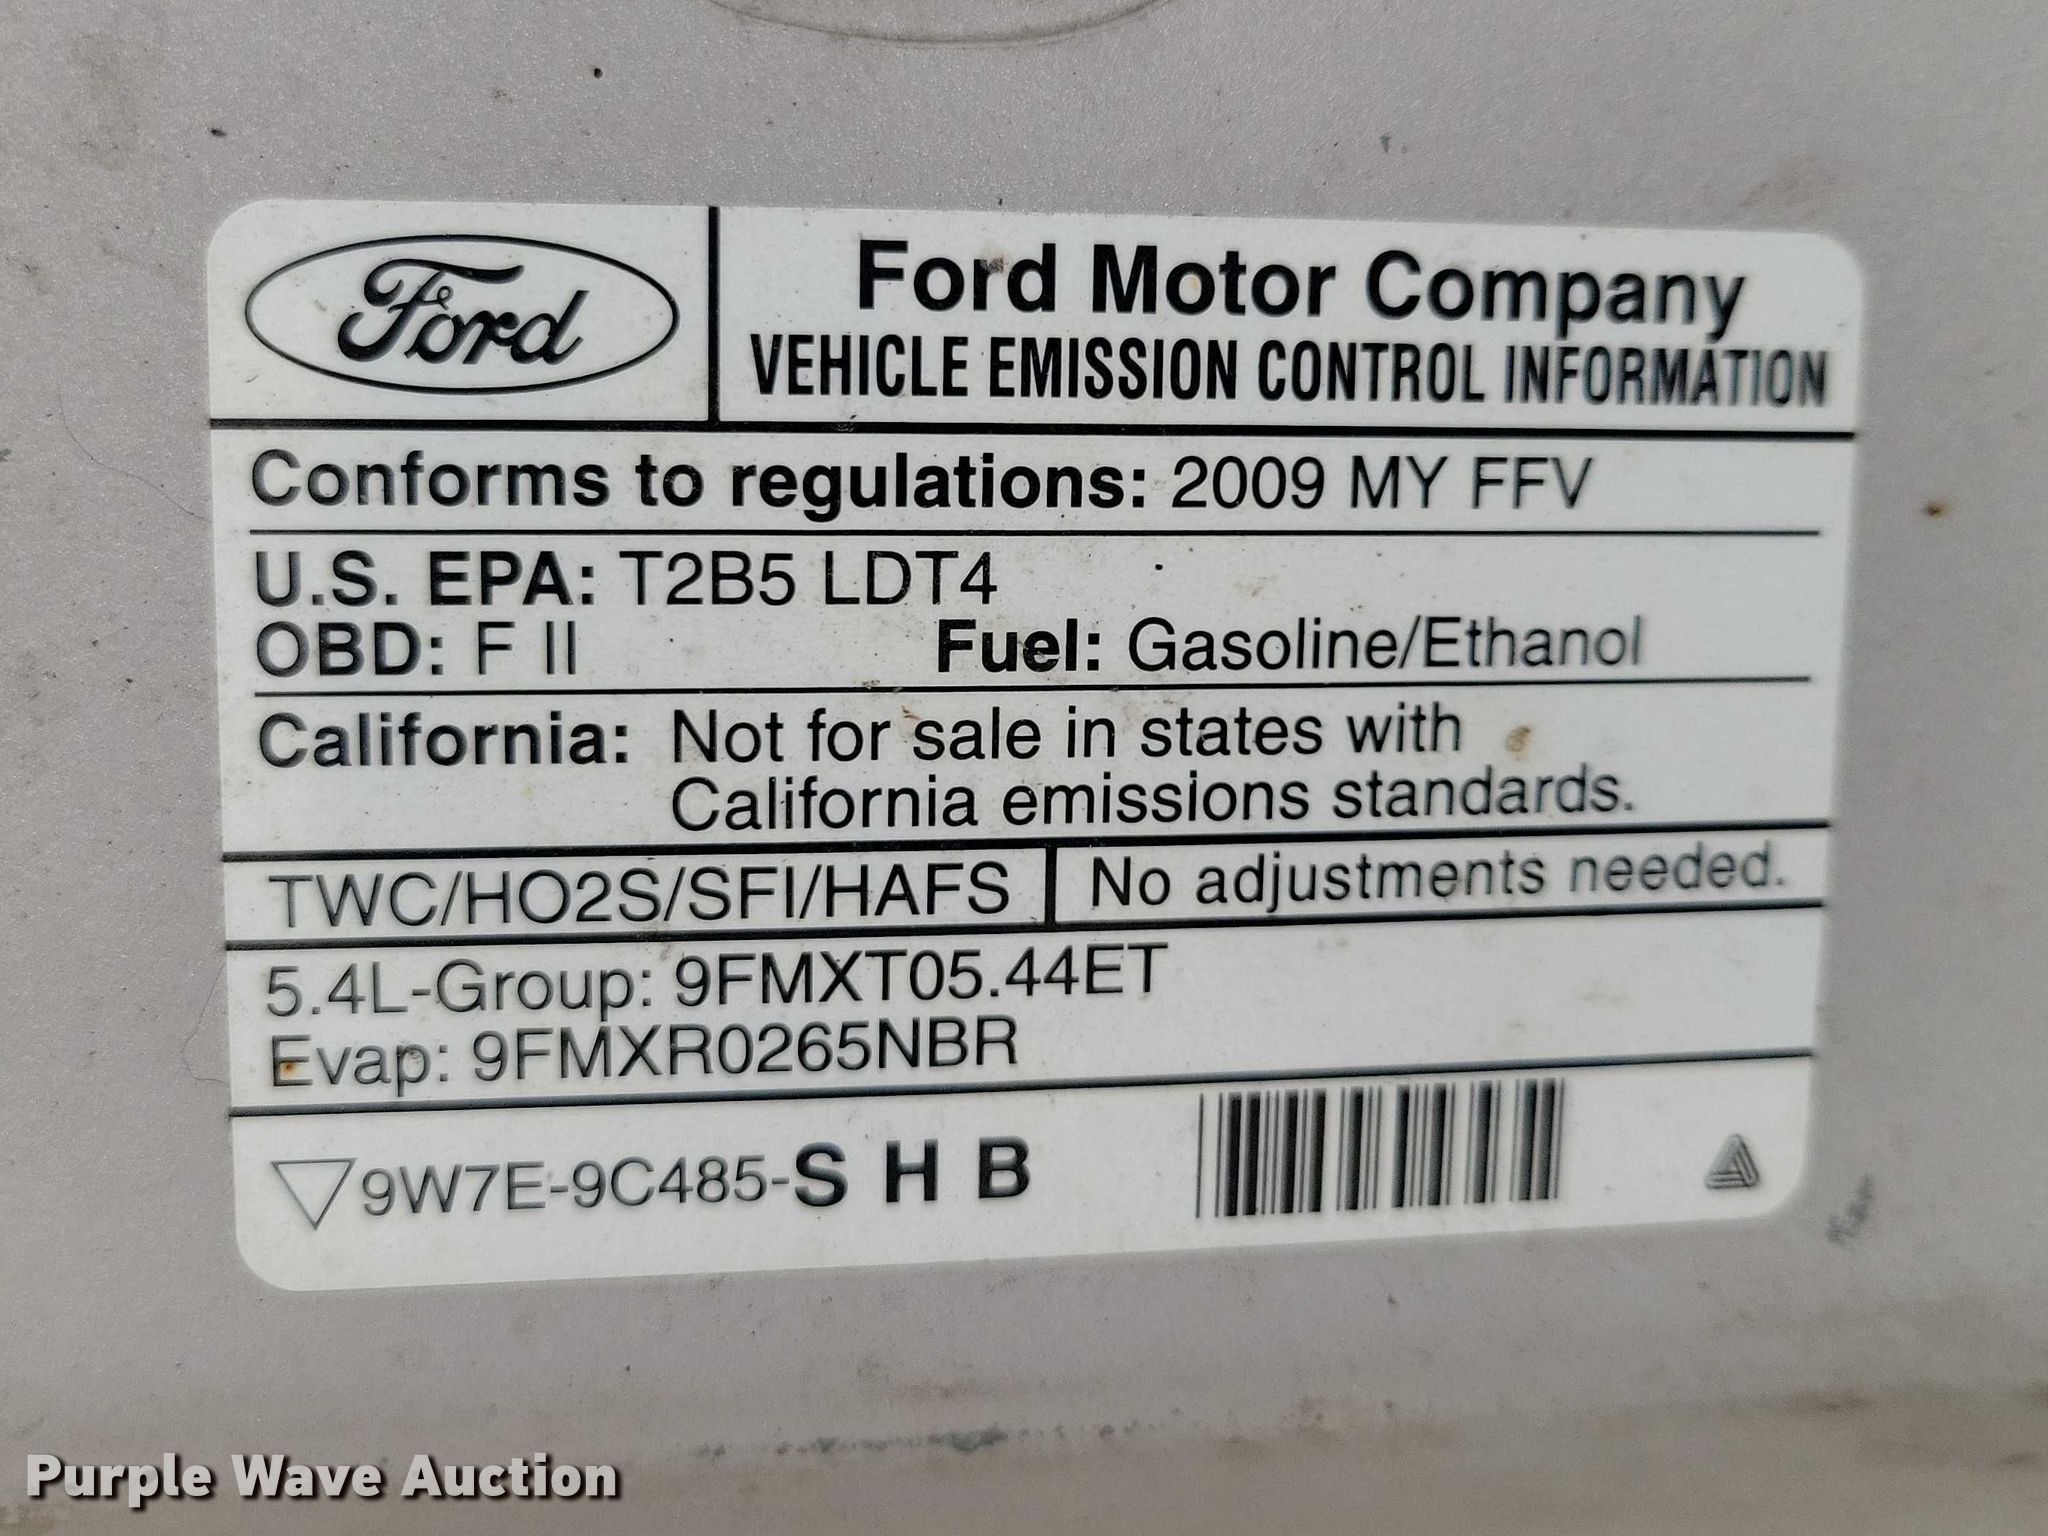 Ford
Ford Motor Company
VEHICLE EMISSION CONTROL INFORMATION
Conforms to regulations: 2009 MY FFV
U.S. EPA: T2B5 LDT4
OBD: F II Fuel: Gasoline/Ethanol
California: Not for sale in states with
California emissions standards.
TWC/HO2S/SFI/HAFS No adjustments needed.
5.4L-Group: 9FMXT05.44ET
Evap: 9FMXR0265NBR
9W7E-9C485-S H B
Purple Wave Auction